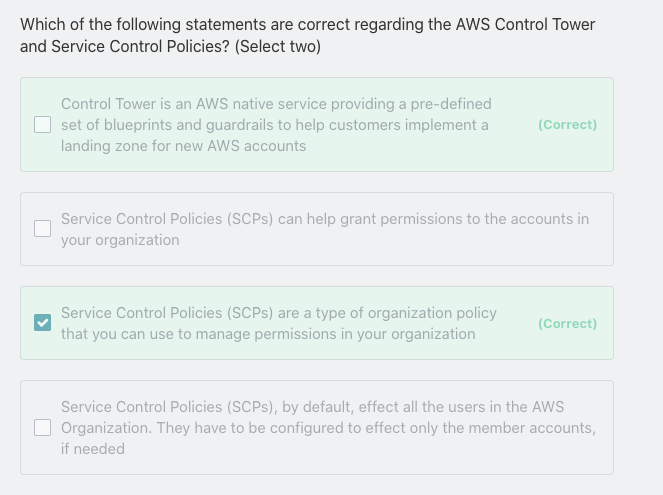 Which of the following statements are correct regarding the AWS Control Tower
and Service Control Policies? (Select two)
Control Tower is an AWS native service providing a pre-defined
set of blueprints and guardrails to help customers implement a
landing zone for new AWS accounts
(Correct)
Service Control Policies (SCPs) can help grant permissions to the accounts in
your organization
Service Control Policies (SCPs) are a type of organization policy
that you can use to manage permissions in your organization
(Correct)
Service Control Policies (SCPs), by default, effect all the users in the AWS
Organization. They have to be configured to effect only the member accounts,
if needed